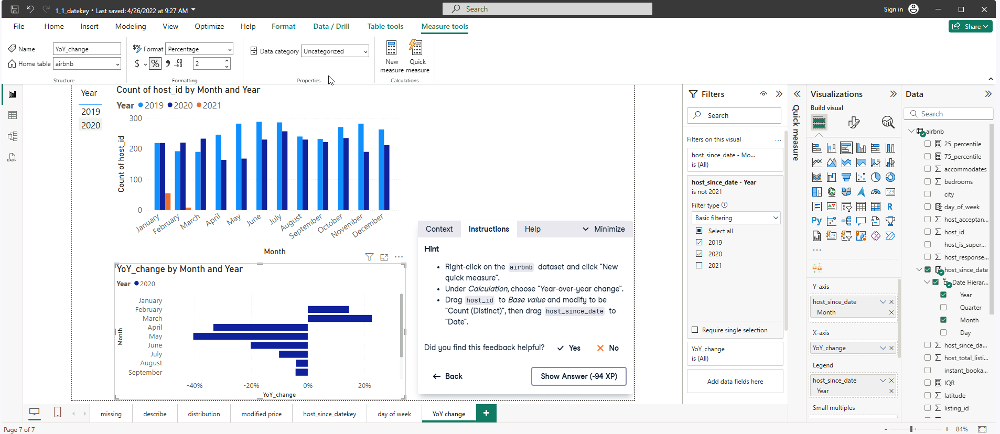 1_1_datekey • Last saved: 4/26/2022 at 9:27 AM
Search
Sign in
File Home Insert Modeling View Optimize Help Format Data / Drill Table tools Measure tools
Share
Name YoY_change
Home table airbnb
Structure
$% Format Percentage
$ % 9 .00 2
Formatting
Data category Uncategorized
Properties
New measure
Quick measure
Calculations
Year
2019
2020
Count of host_id by Month and Year
Year 2019 2020 2021
Count of host_id
300
200
100
0
January February March April May June July August September October November December
Month
YoY_change by Month and Year
Year 2020
Month
January
February
March
April
May
June
July
August
September
-40% -20% 0% 20%
YoY_change
Context Instructions Help Minimize
Hint
• Right-click on the airbnb dataset and click "New
quick measure".
• Under Calculation, choose "Year-over-year change".
• Drag host_id to Base value and modify to be
"Count (Distinct)", then drag host_since_date to
"Date".
Did you find this feedback helpful? Yes No
Back
Show Answer (-94 XP)
Filters
Search
Filters on this visual ...
host_since_date - Mo...
is (All)
host_since_date - Year
is not 2021
Filter type
Basic filtering
Select all
2019
2020
2021
Require single selection
YoY_change
is (All)
Add data fields here
Quick measure
Visualizations
Build visual
123
R
Py
...
Y-axis
host_since_date
Month
X-axis
YoY_change
Legend
host_since_date
Year
Small multiples
Data
Search
airbnb
25_percentile
75_percentile
accommodates
bedrooms
city
day_of_week
host_acceptan...
host_id
host_is_super...
host_response...
host_since_date
Date Hierar...
Year
Quarter
Month
Day
host_since_da...
host_total_listi...
instant_booka...
IQR
latitude
listing_id
missing describe distribution modified price host_since_datekey day of week YoY change +
Page 7 of 7
- + 84%